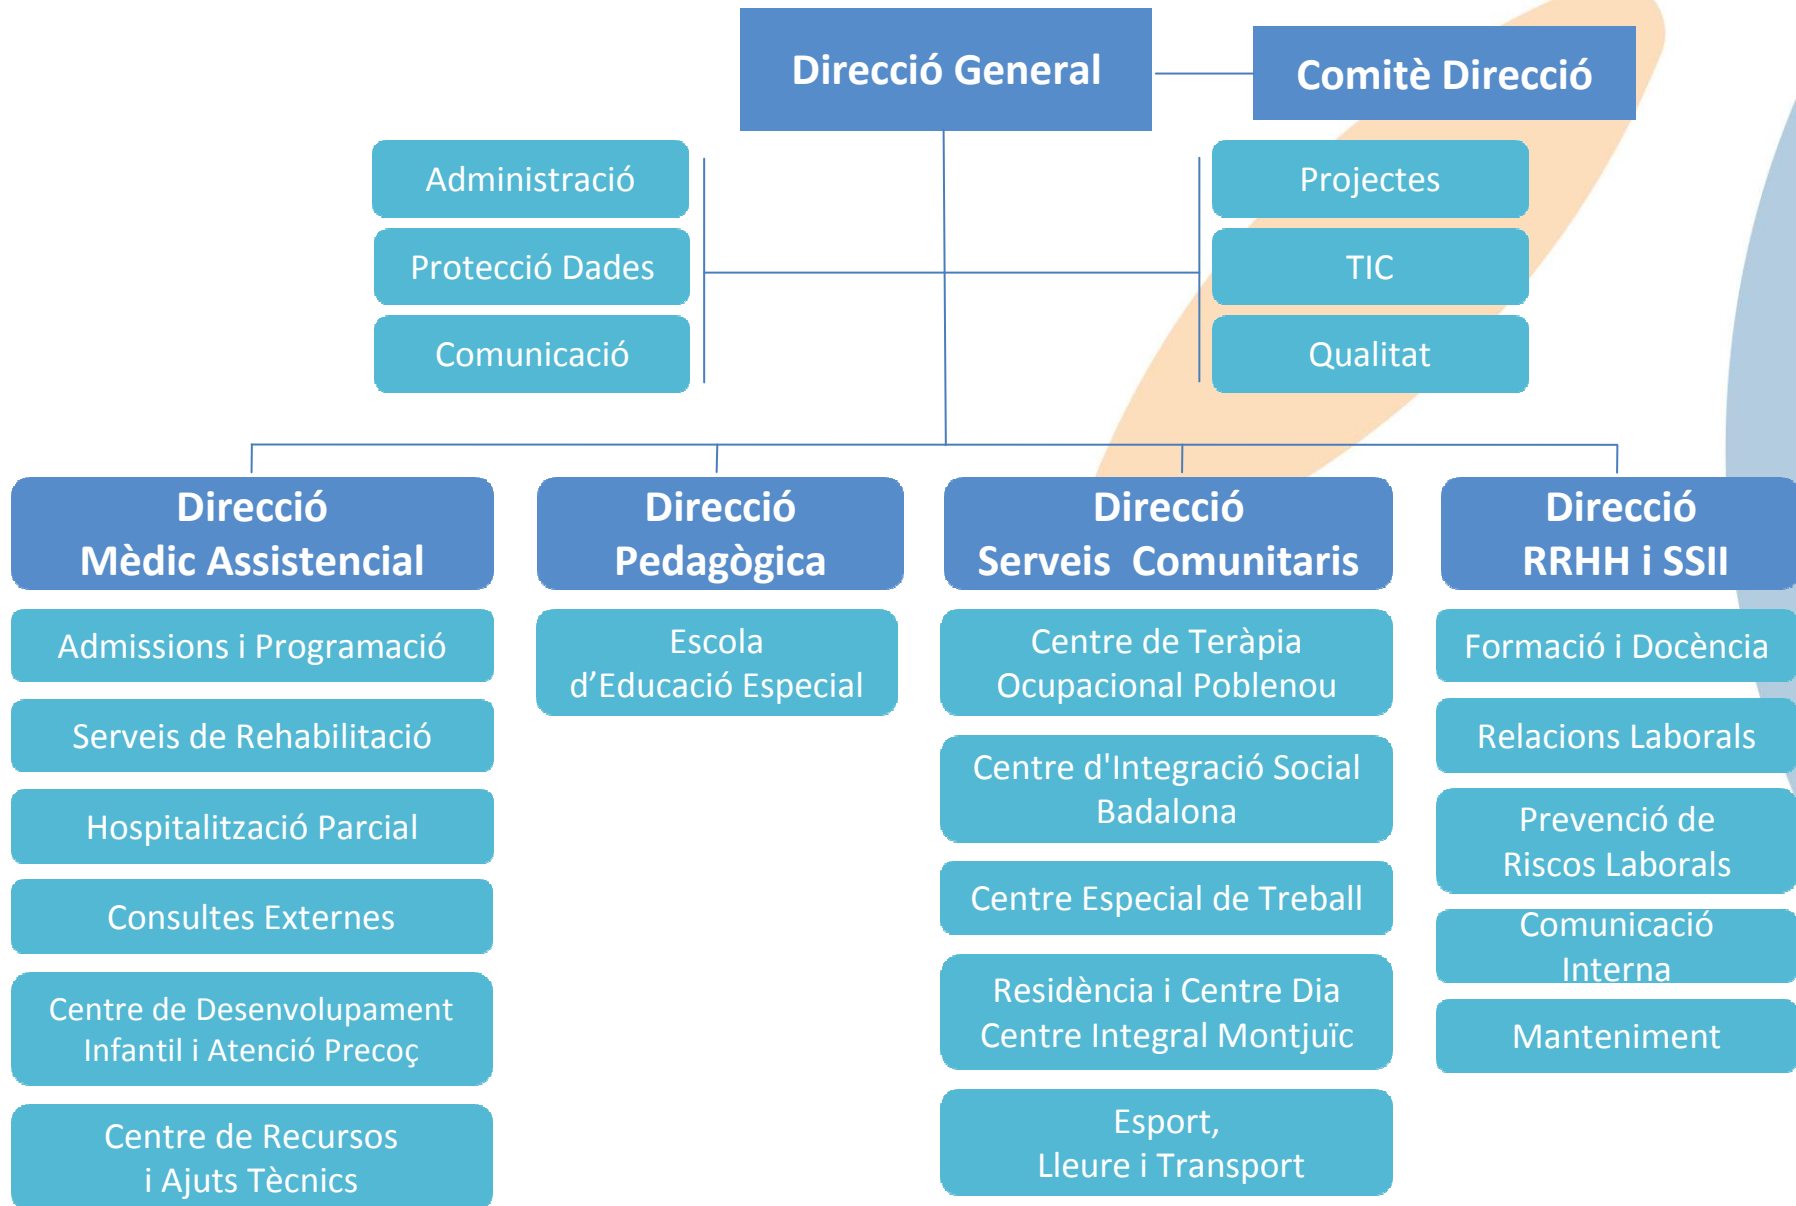 Direcció General
Comitè Direcció
Administració
Protecció Dades
Comunicació
Projectes
TIC
Qualitat
Direcció
Mèdic Assistencial
Admissions i Programació
Serveis de Rehabilitació
Hospitalització Parcial
Consultes Externes
Centre de Desenvolupament
Infantil i Atenció Precoç
Centre de Recursos
i Ajuts Tècnics
Direcció
Pedagògica
Escola
d’Educació Especial
Direcció
Serveis  Comunitaris
Centre de Teràpia
Ocupacional Poblenou
Centre d'Integració Social
Badalona
Centre Especial de Treball
Residència i Centre Dia
Centre Integral Montjuïc
Esport,
Lleure i Transport
Direcció
RRHH i SSII
Formació i Docència
Relacions Laborals
Prevenció de
Riscos Laborals
Comunicació
Interna
Manteniment